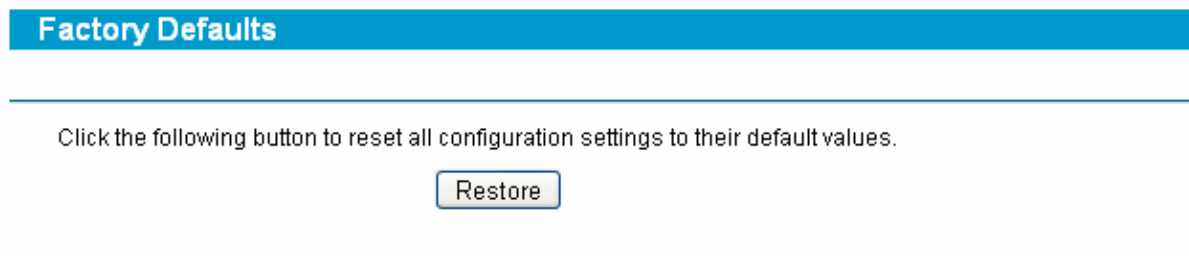 Factory Defaults
Click the following button to reset all configuration settings to their default values.
Restore